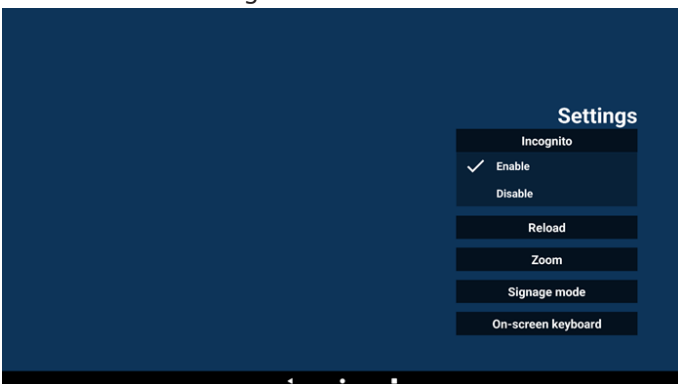 Settings
Incognito
Enable
Disable
Reload
Zoom
Signage mode
On-screen keyboard